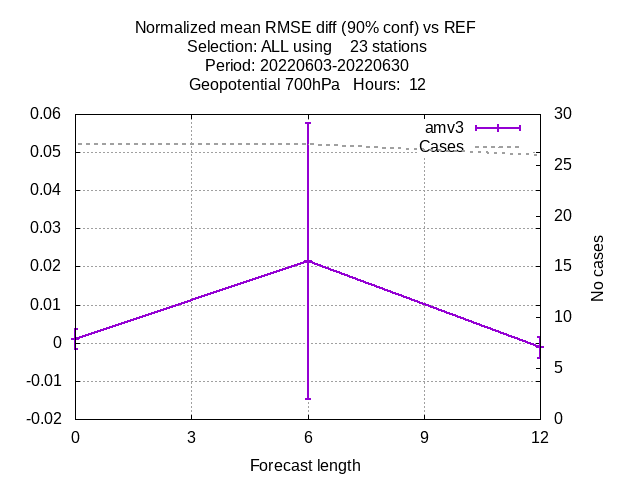 Normalized mean RMSE diff (90% conf) vs REF
Selection: ALL using    23 stations
Period: 20220603-20220630
Geopotential 700hPa   Hours:  12
0.06
0.05
0.04
0.03
0.02
0.01
0
-0.01
-0.02
amv3
Cases
30
25
20
15
10
5
0
No cases
0 3 6 9 12
Forecast length